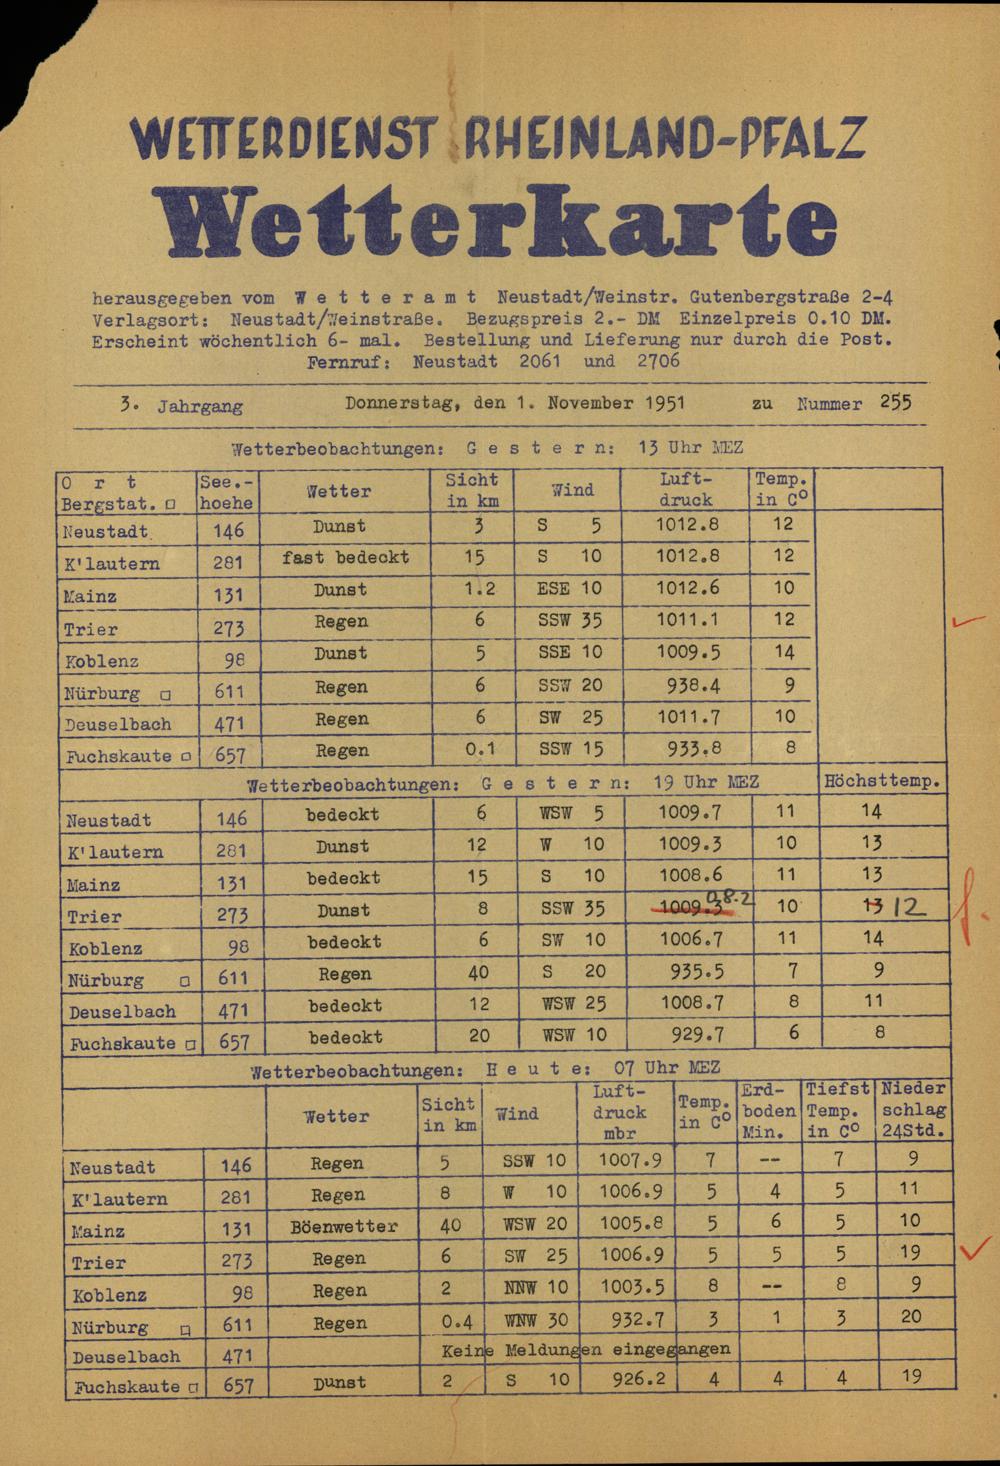 WETTERDIENST RHEINLAND-PFALZ
Wetterkarte
herausgegeben vom W e t t e r a m t Neustadt/Weinstr. Gutenbergstraße 2-4
Verlagsort: Neustadt/Weinstraße. Bezugspreis 2.- DM Einzelpreis 0.10 DM.
Erscheint wöchentlich 6- mal. Bestellung und Lieferung nur durch die Post.
Fernruf: Neustadt 2061 und 2706
3. Jahrgang Donnerstag, den 1. November 1951 zu Nummer 255
Wetterbeobachtungen: G e s t e r n: 13 Uhr MEZ
O r t See.- Wetter Sicht Wind Luft- Temp.
Bergstat. □ hoehe in km druck in C°
Neustadt. 146 Dunst 3 S 5 1012.8 12
K'lautern 281 fast bedeckt 15 S 10 1012.8 12
Mainz 131 Dunst 1.2 ESE 10 1012.6 10
Trier 273 Regen 6 SSW 35 1011.1 12
Koblenz 98 Dunst 5 SSE 10 1009.5 14
Nürburg □ 611 Regen 6 SSW 20 938.4 9
Deuselbach 471 Regen 6 SW 25 1011.7 10
Fuchskaute □ 657 Regen 0.1 SSW 15 933.8 8
Wetterbeobachtungen: G e s t e r n: 19 Uhr MEZ Höchsttemp.
Neustadt 146 bedeckt 6 WSW 5 1009.7 11 14
K'lautern 281 Dunst 12 W 10 1009.3 10 13
Mainz 131 bedeckt 15 S 10 1008.6 11 13
Trier 273 Dunst 8 SSW 35 1009.3 08.2 10 13 12
Koblenz 98 bedeckt 6 SW 10 1006.7 11 14
Nürburg □ 611 Regen 40 S 20 935.5 7 9
Deuselbach 471 bedeckt 12 WSW 25 1008.7 8 11
Fuchskaute □ 657 bedeckt 20 WSW 10 929.7 6 8
Wetterbeobachtungen: H e u t e: 07 Uhr MEZ
Wetter Sicht Wind Luft- Temp. Erd- Tiefst Nieder
in km druck in C° boden Temp. schlag
mbr Min. in C° 24Std.
Neustadt 146 Regen 5 SSW 10 1007.9 7 -- 7 9
K'lautern 281 Regen 8 W 10 1006.9 5 4 5 11
Mainz 131 Böenwetter 40 WSW 20 1005.8 5 6 5 10
Trier 273 Regen 6 SW 25 1006.9 5 5 5 19
Koblenz 98 Regen 2 NNW 10 1003.5 8 -- 8 9
Nürburg □ 611 Regen 0.4 WNW 30 932.7 3 1 3 20
Deuselbach 471 Keine Meldungen eingegangen
Fuchskaute □ 657 Dunst 2 S 10 926.2 4 4 4 19